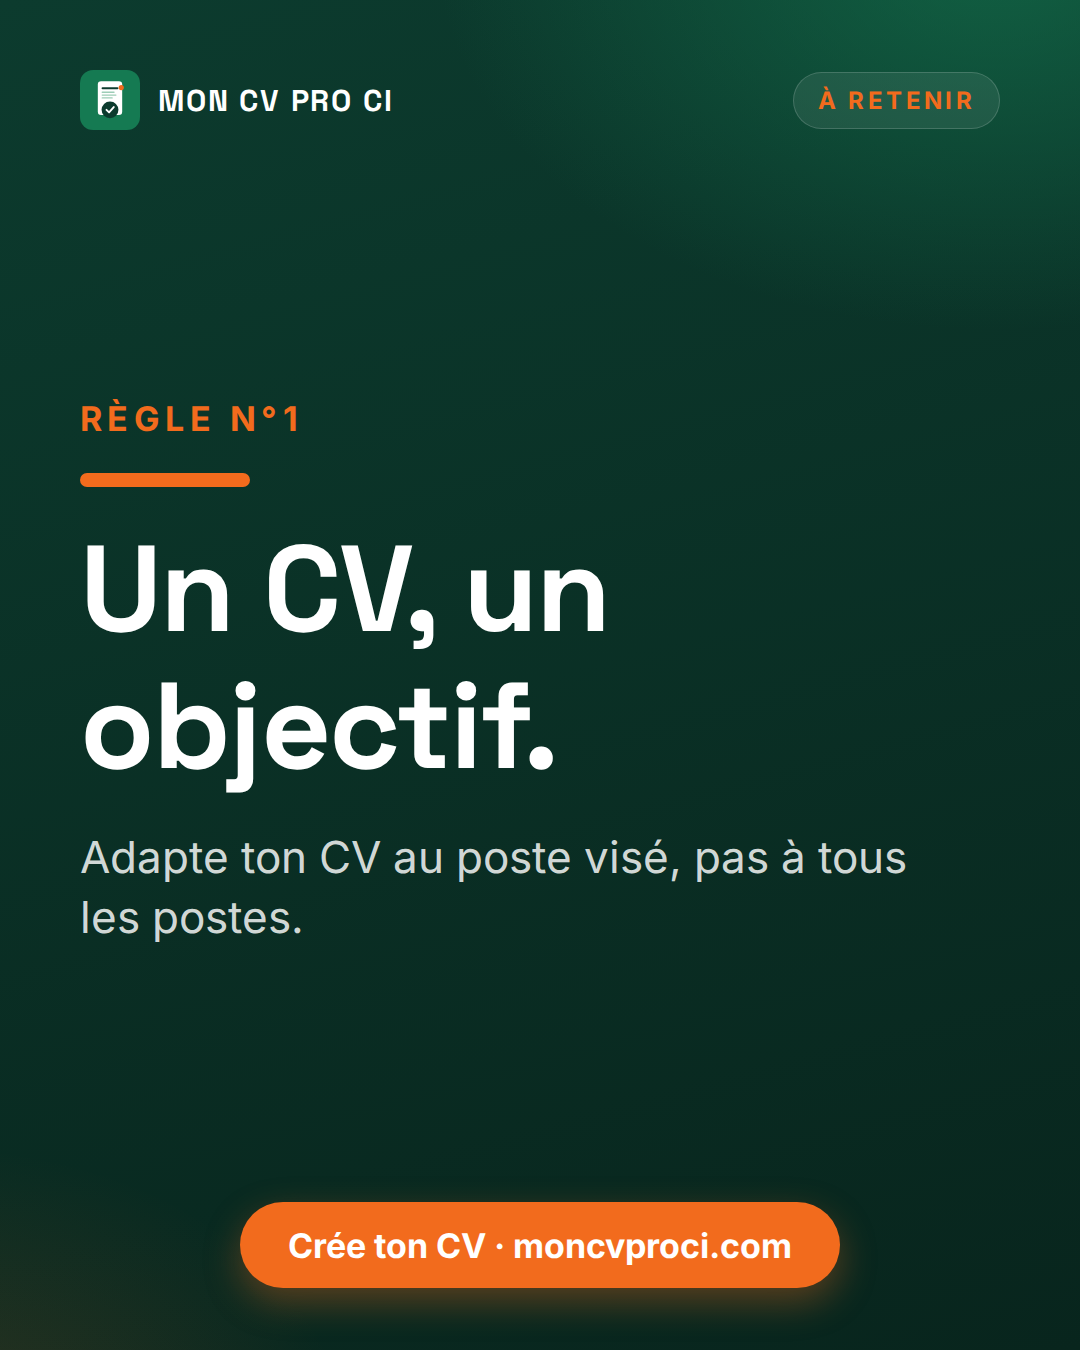 MON CV PRO CI
À RETENIR
RÈGLE N°1
Un CV, un
objectif.
Adapte ton CV au poste visé, pas à tous
les postes.
Crée ton CV · moncvproci.com